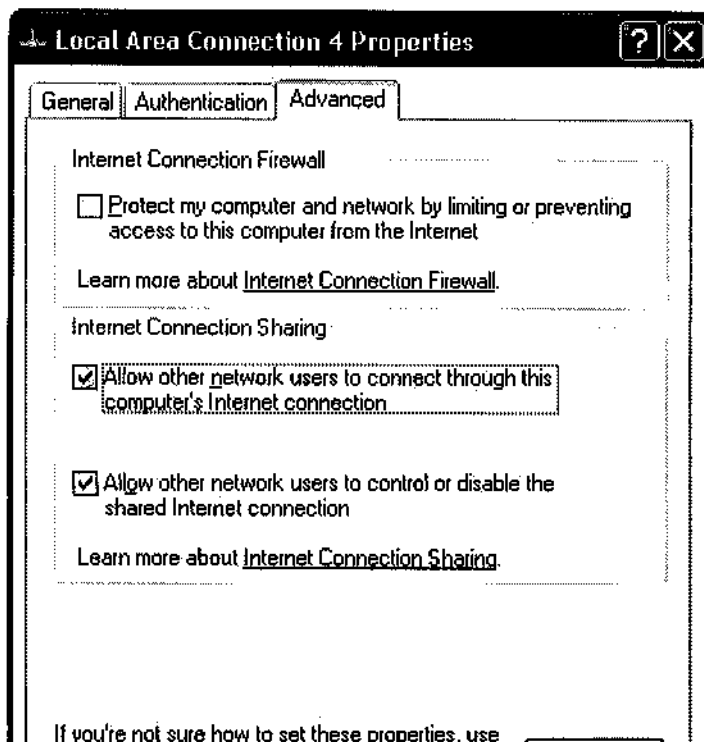 Local Area Connection 4 Properties
General Authentication Advanced
Internet Connection Firewall
Protect my computer and network by limiting or preventing
access to this computer from the Internet
Learn more about Internet Connection Firewall.
Internet Connection Sharing
Allow other network users to connect through this
computer's Internet connection
Allow other network users to control or disable the
shared Internet connection
Learn more about Internet Connection Sharing.
If you're not sure how to set these properties, use